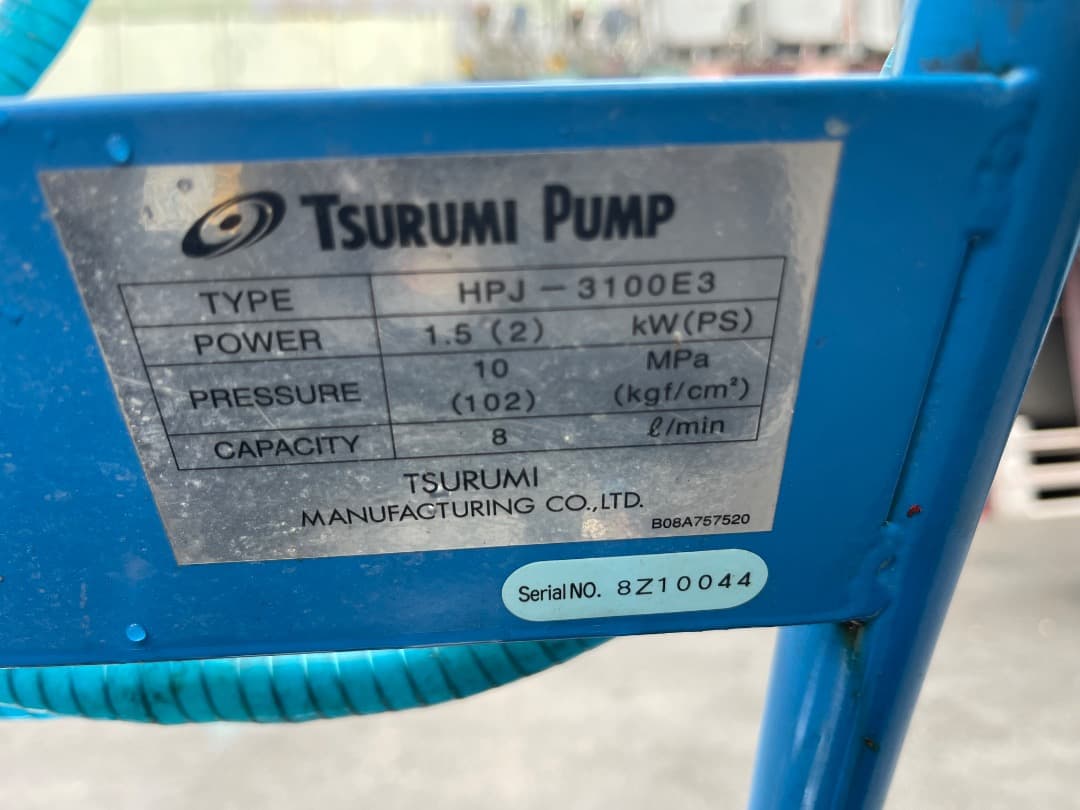 TSURUMI PUMP
TYPE HPJ－3100E3
POWER 1.5 (2) kW(PS)
PRESSURE 10 MPa
(102) (kgf/cm²)
CAPACITY 8 ℓ/min
TSURUMI
MANUFACTURING CO.,LTD.
B08A757520
Serial NO. 8Z10044